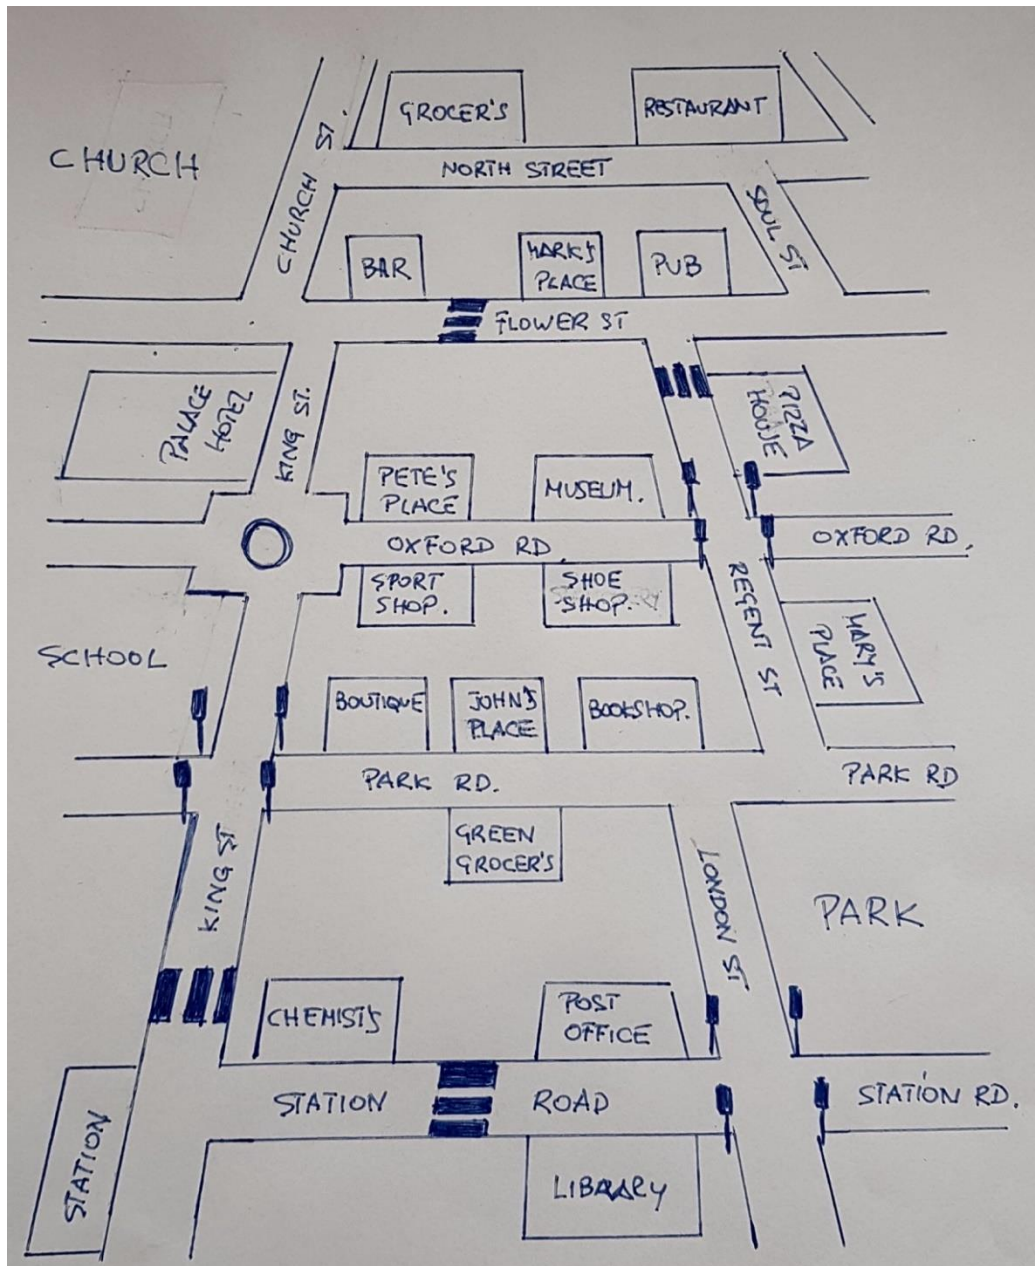 GROCER'S
RESTAURANT
CHURCH
NORTH STREET
CHURCH ST
SOUL ST
BAR
MARK'S
PLACE
PUB
FLOWER ST
PALACE
HOTEL
KING ST.
PIZZA
HOUSE
PETE'S
PLACE
MUSEUM.
OXFORD RD.
OXFORD RD.
SPORT
SHOP.
SHOE
SHOP.
REGENT ST
MARY'S
PLACE
SCHOOL
BOUTIQUE
JOHN'S
PLACE
BOOKSHOP.
PARK RD.
PARK RD
GREEN
GROCER'S
KING ST
LONDON ST
PARK
CHEMIST'S
POST
OFFICE
STATION ROAD
STATION RD.
STATION
LIBRARY